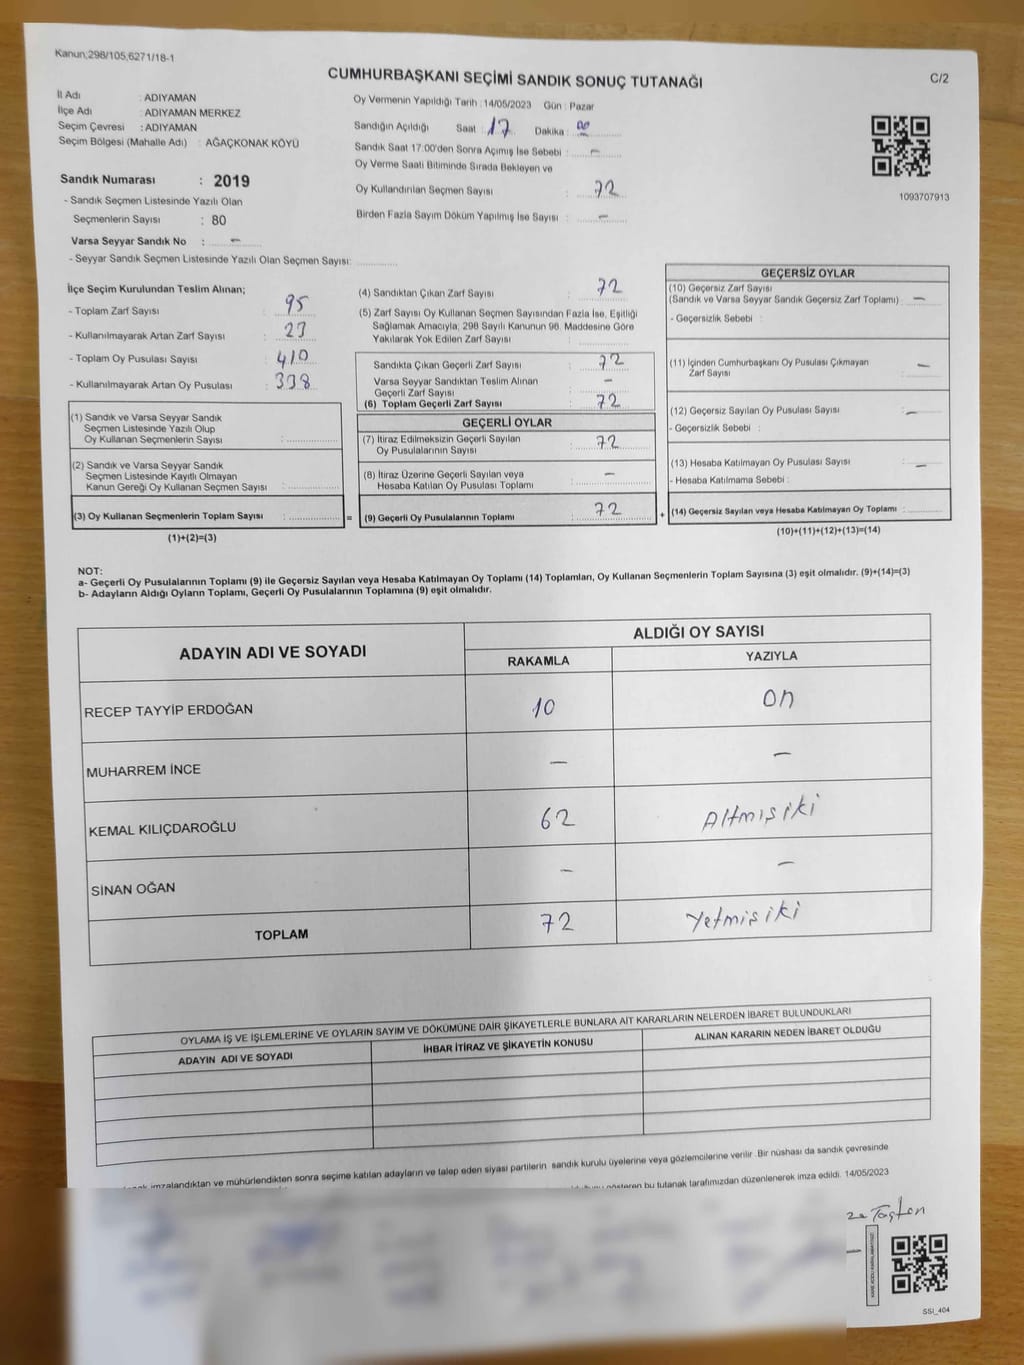 Kanun;298/105,6271/18-1
CUMHURBAŞKANI SEÇİMİ SANDIK SONUÇ TUTANAĞI
C/2
İl Adı : ADIYAMAN
İlçe Adı : ADIYAMAN MERKEZ
Seçim Çevresi : ADIYAMAN
Seçim Bölgesi (Mahalle Adı) : AĞAÇKONAK KÖYÜ
Oy Vermenin Yapıldığı Tarih :14/05/2023 Gün : Pazar
Sandığın Açıldığı Saat : 17 Dakika : 00
Sandık Saat 17:00'den Sonra Açımış İse Sebebi : –
Oy Verme Saati Bitiminde Sırada Bekleyen ve
Oy Kullandırılan Seçmen Sayısı : 72
Birden Fazla Sayım Döküm Yapılmış İse Sayısı : –
1093707913
Sandık Numarası : 2019
- Sandık Seçmen Listesinde Yazılı Olan
Seçmenlerin Sayısı : 80
Varsa Seyyar Sandık No : –
- Seyyar Sandık Seçmen Listesinde Yazılı Olan Seçmen Sayısı:
İlçe Seçim Kurulundan Teslim Alınan;
- Toplam Zarf Sayısı : 95
- Kullanılmayarak Artan Zarf Sayısı : 23
- Toplam Oy Pusulası Sayısı : 410
- Kullanılmayarak Artan Oy Pusulası : 338
(1) Sandık ve Varsa Seyyar Sandık
Seçmen Listesinde Yazılı Olup
Oy Kullanan Seçmenlerin Sayısı :
(2) Sandık ve Varsa Seyyar Sandık
Seçmen Listesinde Kayıtlı Olmayan
Kanun Gereği Oy Kullanan Seçmen Sayısı :
(3) Oy Kullanan Seçmenlerin Toplam Sayısı : =
(1)+(2)=(3)
(4) Sandıktan Çıkan Zarf Sayısı : 72
(5) Zarf Sayısı Oy Kullanan Seçmen Sayısından Fazla İse, Eşitliği
Sağlamak Amacıyla; 298 Sayılı Kanunun 98. Maddesine Göre
Yakılarak Yok Edilen Zarf Sayısı :
Sandıkta Çıkan Geçerli Zarf Sayısı : 72
Varsa Seyyar Sandıktan Teslim Alınan
Geçerli Zarf Sayısı : –
(6) Toplam Geçerli Zarf Sayısı : 72
GEÇERLİ OYLAR
(7) İtiraz Edilmeksizin Geçerli Sayılan
Oy Pusulalarının Sayısı : 72
(8) İtiraz Üzerine Geçerli Sayılan veya
Hesaba Katılan Oy Pusulası Toplamı : –
(9) Geçerli Oy Pusulalarının Toplamı : 72 +
GEÇERSİZ OYLAR
(10) Geçersiz Zarf Sayısı
(Sandık ve Varsa Seyyar Sandık Geçersiz Zarf Toplamı) : –
- Geçersizlik Sebebi :
(11) İçinden Cumhurbaşkanı Oy Pusulası Çıkmayan
Zarf Sayısı : –
(12) Geçersiz Sayılan Oy Pusulası Sayısı : –
- Geçersizlik Sebebi :
(13) Hesaba Katılmayan Oy Pusulası Sayısı : –
- Hesaba Katılmama Sebebi :
(14) Geçersiz Sayılan veya Hesaba Katılmayan Oy Toplamı :
(10)+(11)+(12)+(13)=(14)
NOT:
a- Geçerli Oy Pusulalarının Toplamı (9) ile Geçersiz Sayılan veya Hesaba Katılmayan Oy Toplamı (14) Toplamları, Oy Kullanan Seçmenlerin Toplam Sayısına (3) eşit olmalıdır. (9)+(14)=(3)
b- Adayların Aldığı Oyların Toplamı, Geçerli Oy Pusulalarının Toplamına (9) eşit olmalıdır.
ADAYIN ADI VE SOYADI
ALDIĞI OY SAYISI
RAKAMLA YAZIYLA
RECEP TAYYİP ERDOĞAN 10 on
MUHARREM İNCE – –
KEMAL KILIÇDAROĞLU 62 Altmışiki
SİNAN OĞAN – –
TOPLAM 72 Yetmişiki
OYLAMA İŞ VE İŞLEMLERİNE VE OYLARIN SAYIM VE DÖKÜMÜNE DAİR ŞİKAYETLERLE BUNLARA AİT KARARLARIN NELERDEN İBARET BULUNDUKLARI
ADAYIN ADI VE SOYADI İHBAR İTİRAZ VE ŞİKAYETİN KONUSU ALINAN KARARIN NEDEN İBARET OLDUĞU
imzalandıktan ve mühürlendikten sonra seçime katılan adayların ve talep eden siyasi partilerin sandık kurulu üyelerine veya gözlemcilerine verilir .Bir nüshası da sandık çevresinde
gösteren bu tutanak tarafımızdan düzenlenerek imza edildi. 14/05/2023
Taştan
SSI_404